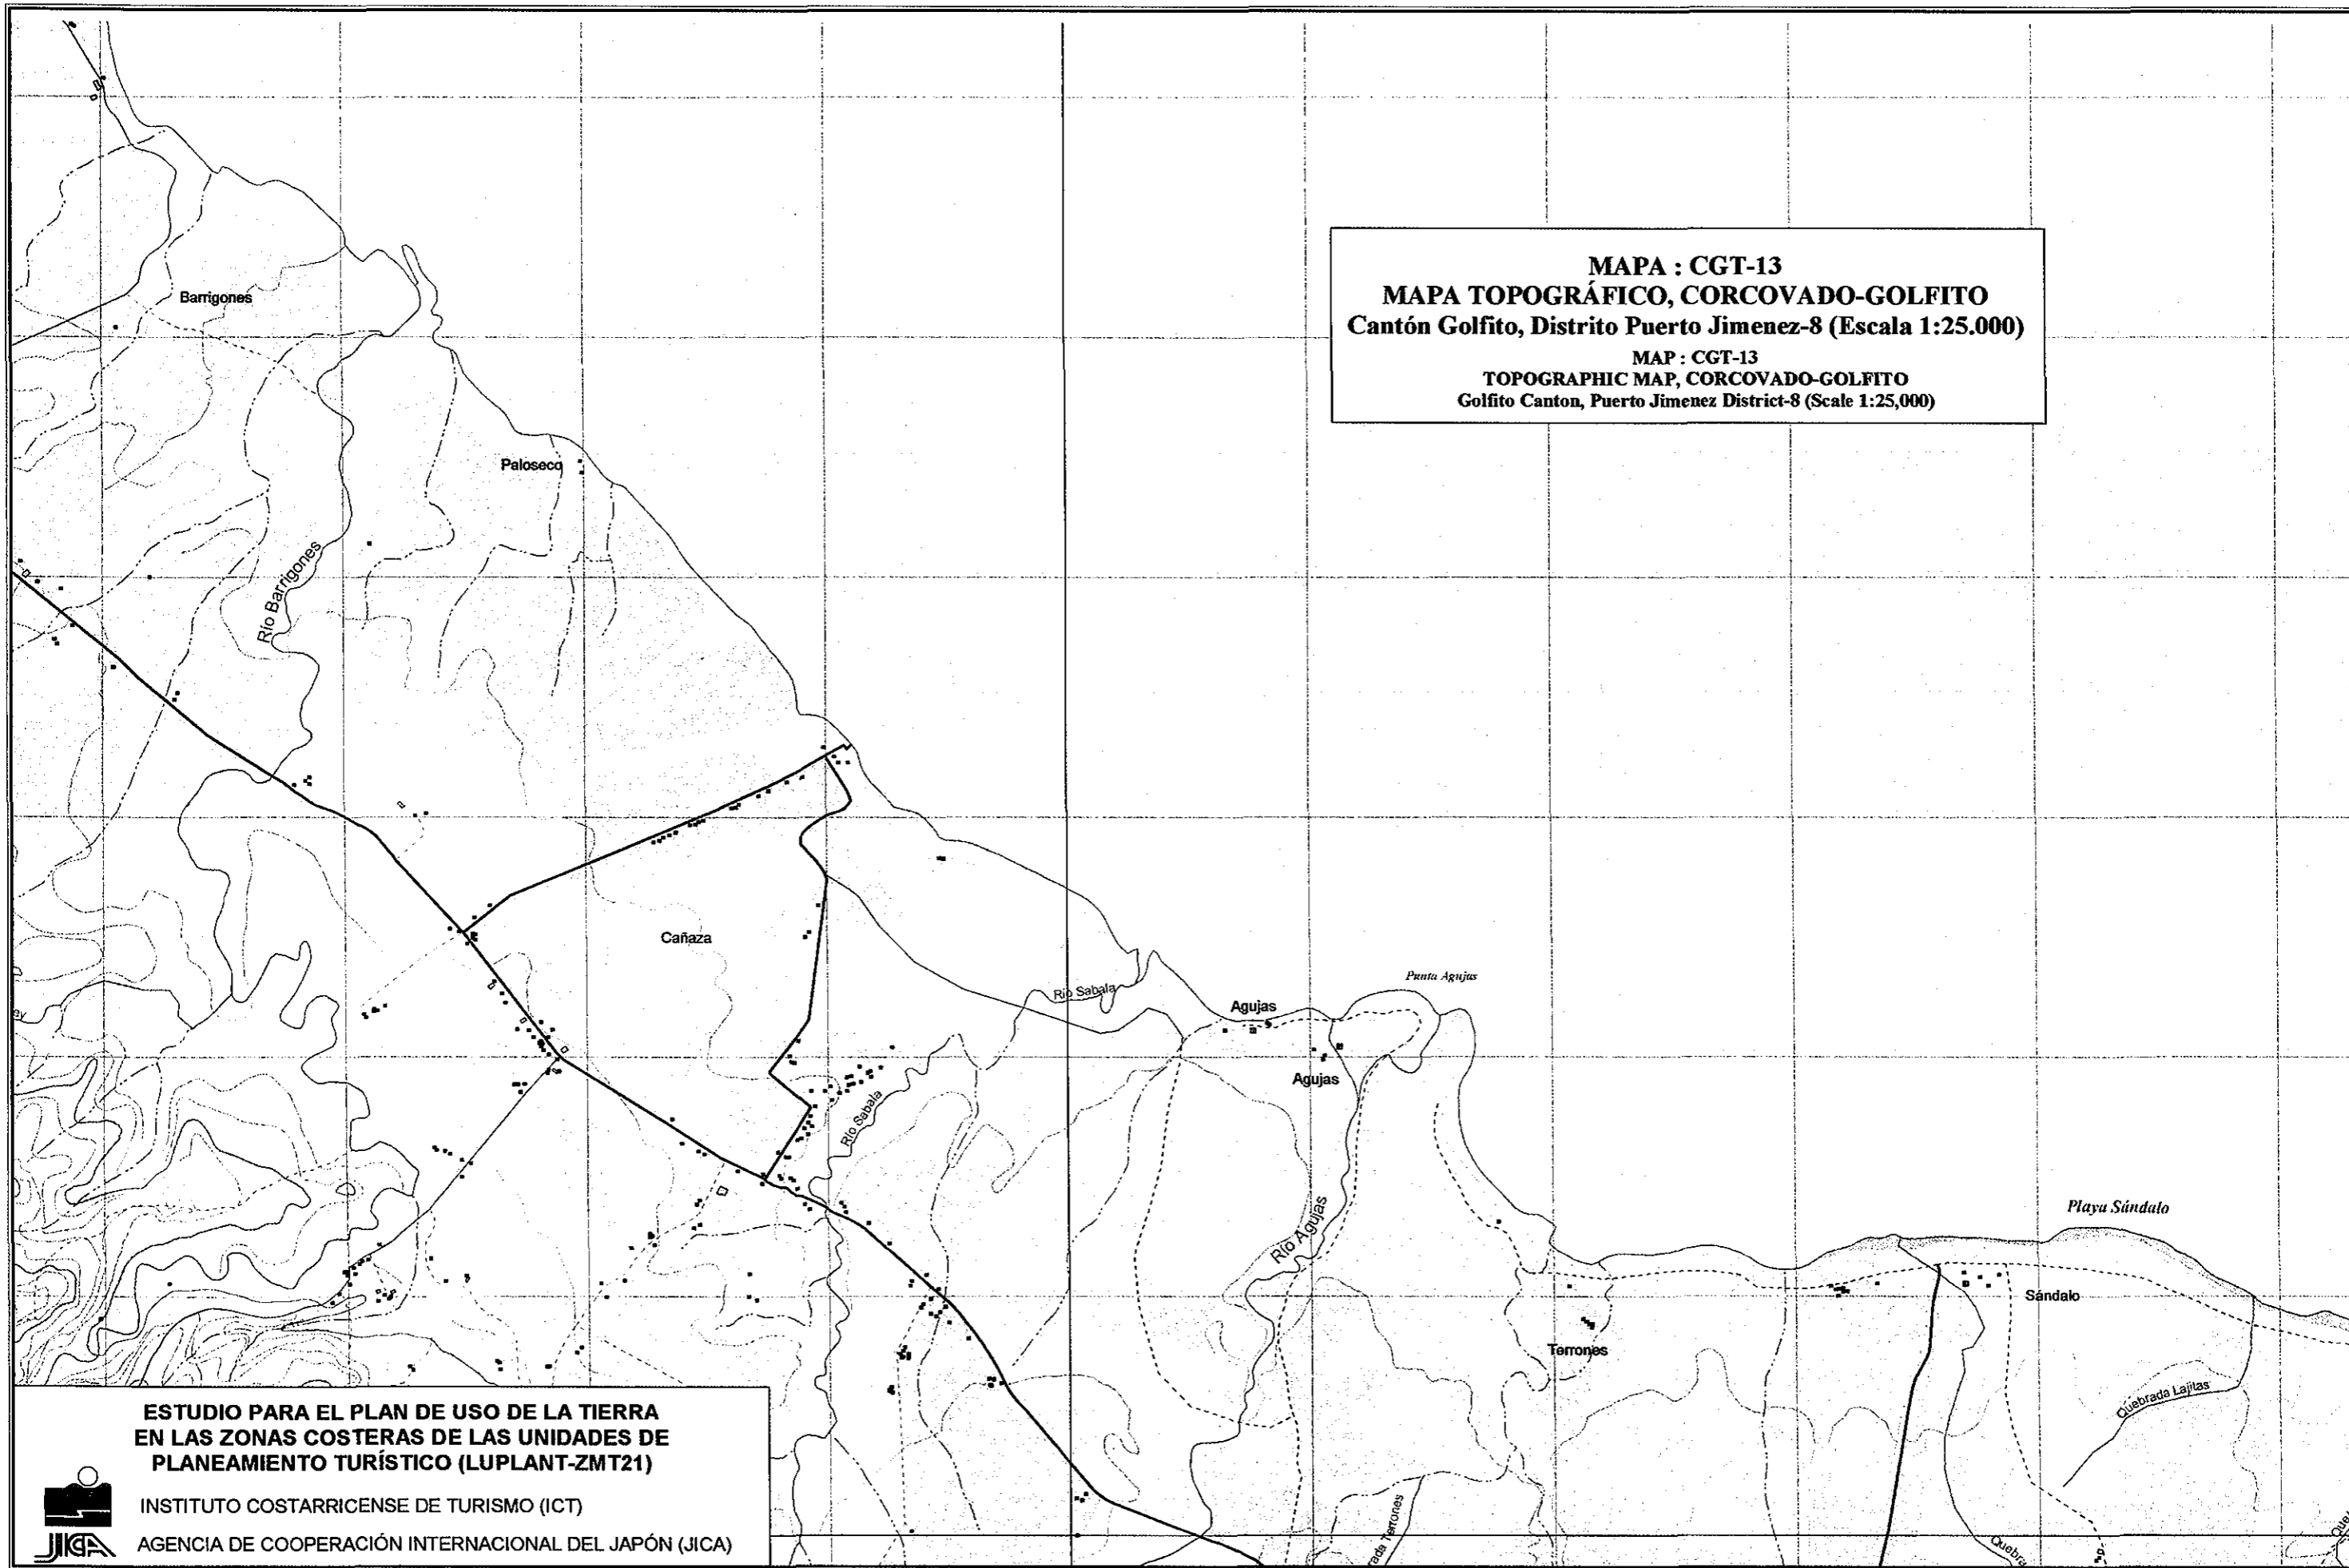 MAPA : CGT-13
MAPA TOPOGRÁFICO, CORCOVADO-GOLFITO
Cantón Golfito, Distrito Puerto Jimenez-8 (Escala 1:25.000)
MAP : CGT-13
TOPOGRAPHIC MAP, CORCOVADO-GOLFITO
Golfito Canton, Puerto Jimenez District-8 (Scale 1:25,000)
Barrigones
Paloseco
Río Barrigones
Cañaza
Río Sabala
Punta Agujas
Agujas
Agujas
Río Sabala
Río Agujas
Playa Sándalo
Sándalo
Terrones
Quebrada Lajitas
ESTUDIO PARA EL PLAN DE USO DE LA TIERRA
EN LAS ZONAS COSTERAS DE LAS UNIDADES DE
PLANEAMIENTO TURÍSTICO (LUPLANT-ZMT21)
INSTITUTO COSTARRICENSE DE TURISMO (ICT)
JICA
AGENCIA DE COOPERACIÓN INTERNACIONAL DEL JAPÓN (JICA)
rada Terrones
Quebra